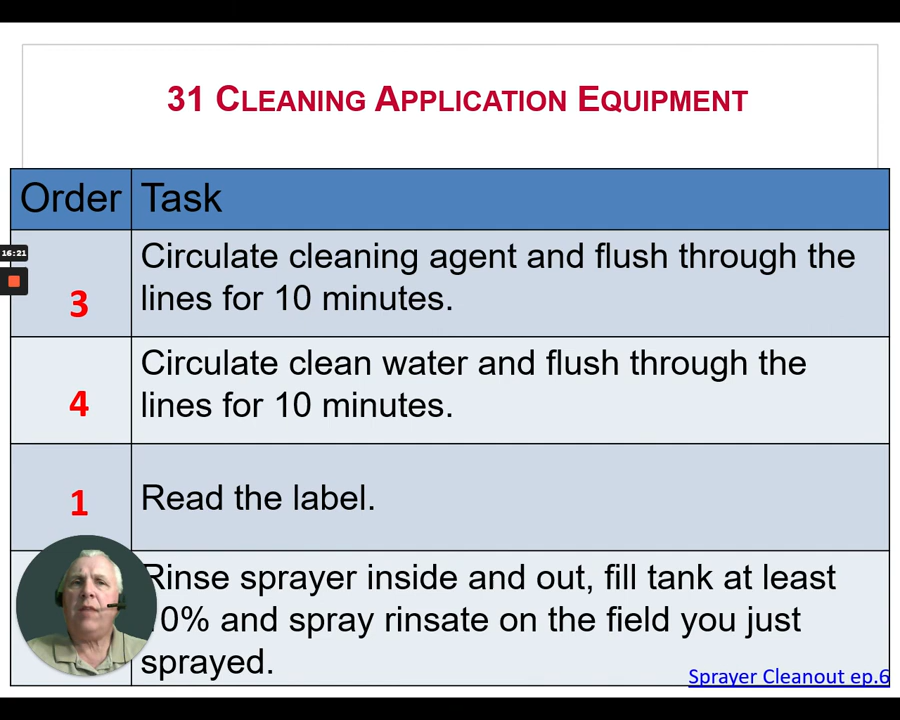 31 CLEANING APPLICATION EQUIPMENT
Order Task
16:21
3
Circulate cleaning agent and flush through the
lines for 10 minutes.
4
Circulate clean water and flush through the
lines for 10 minutes.
1
Read the label.
Rinse sprayer inside and out, fill tank at least
and spray rinsate on the field you just
sprayed.
Sprayer Cleanout ep.6